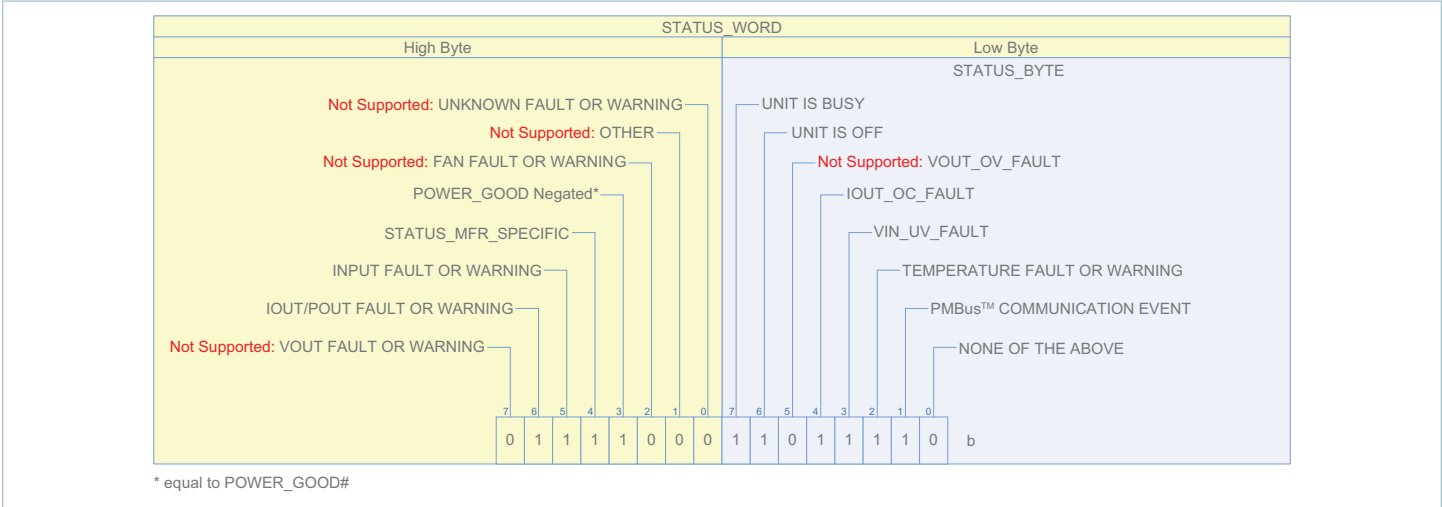 STATUS_WORD
High Byte Low Byte
STATUS_BYTE
Not Supported: UNKNOWN FAULT OR WARNING UNIT IS BUSY
Not Supported: OTHER UNIT IS OFF
Not Supported: FAN FAULT OR WARNING Not Supported: VOUT_OV_FAULT
POWER_GOOD Negated* IOUT_OC_FAULT
STATUS_MFR_SPECIFIC VIN_UV_FAULT
INPUT FAULT OR WARNING TEMPERATURE FAULT OR WARNING
IOUT/POUT FAULT OR WARNING PMBus™ COMMUNICATION EVENT
Not Supported: VOUT FAULT OR WARNING NONE OF THE ABOVE
7 6 5 4 3 2 1 0 7 6 5 4 3 2 1 0
0 1 1 1 1 0 0 0 1 1 0 1 1 1 1 0 b
* equal to POWER_GOOD#